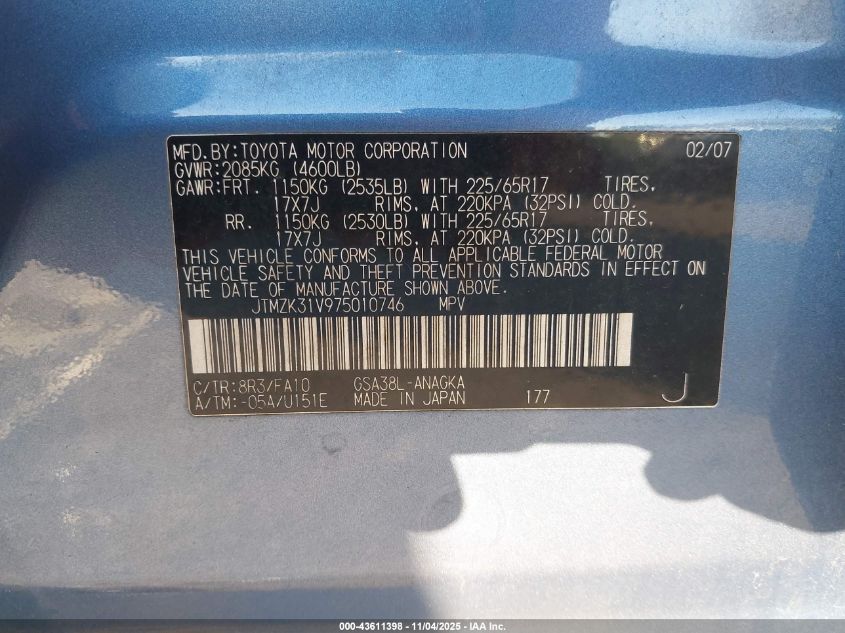 MFD.BY:TOYOTA MOTOR CORPORATION 02/07
GVWR:2085KG (4600LB)
GAWR:FRT. 1150KG (2535LB) WITH 225/65R17 TIRES,
17X7J RIMS, AT 220KPA (32PSI) COLD.
RR. 1150KG (2530LB) WITH 225/65R17 TIRES,
17X7J RIMS, AT 220KPA (32PSI) COLD.
THIS VEHICLE CONFORMS TO ALL APPLICABLE FEDERAL MOTOR
VEHICLE SAFETY AND THEFT PREVENTION STANDARDS IN EFFECT ON
THE DATE OF MANUFACTURE SHOWN ABOVE.
JTMZK31V975010746 MPV
C/TR:8R3/FA10 GSA38L-ANAGKA
A/TM:-05A/U151E MADE IN JAPAN 177 J
000-43611398 - 11/04/2025 - IAA Inc.